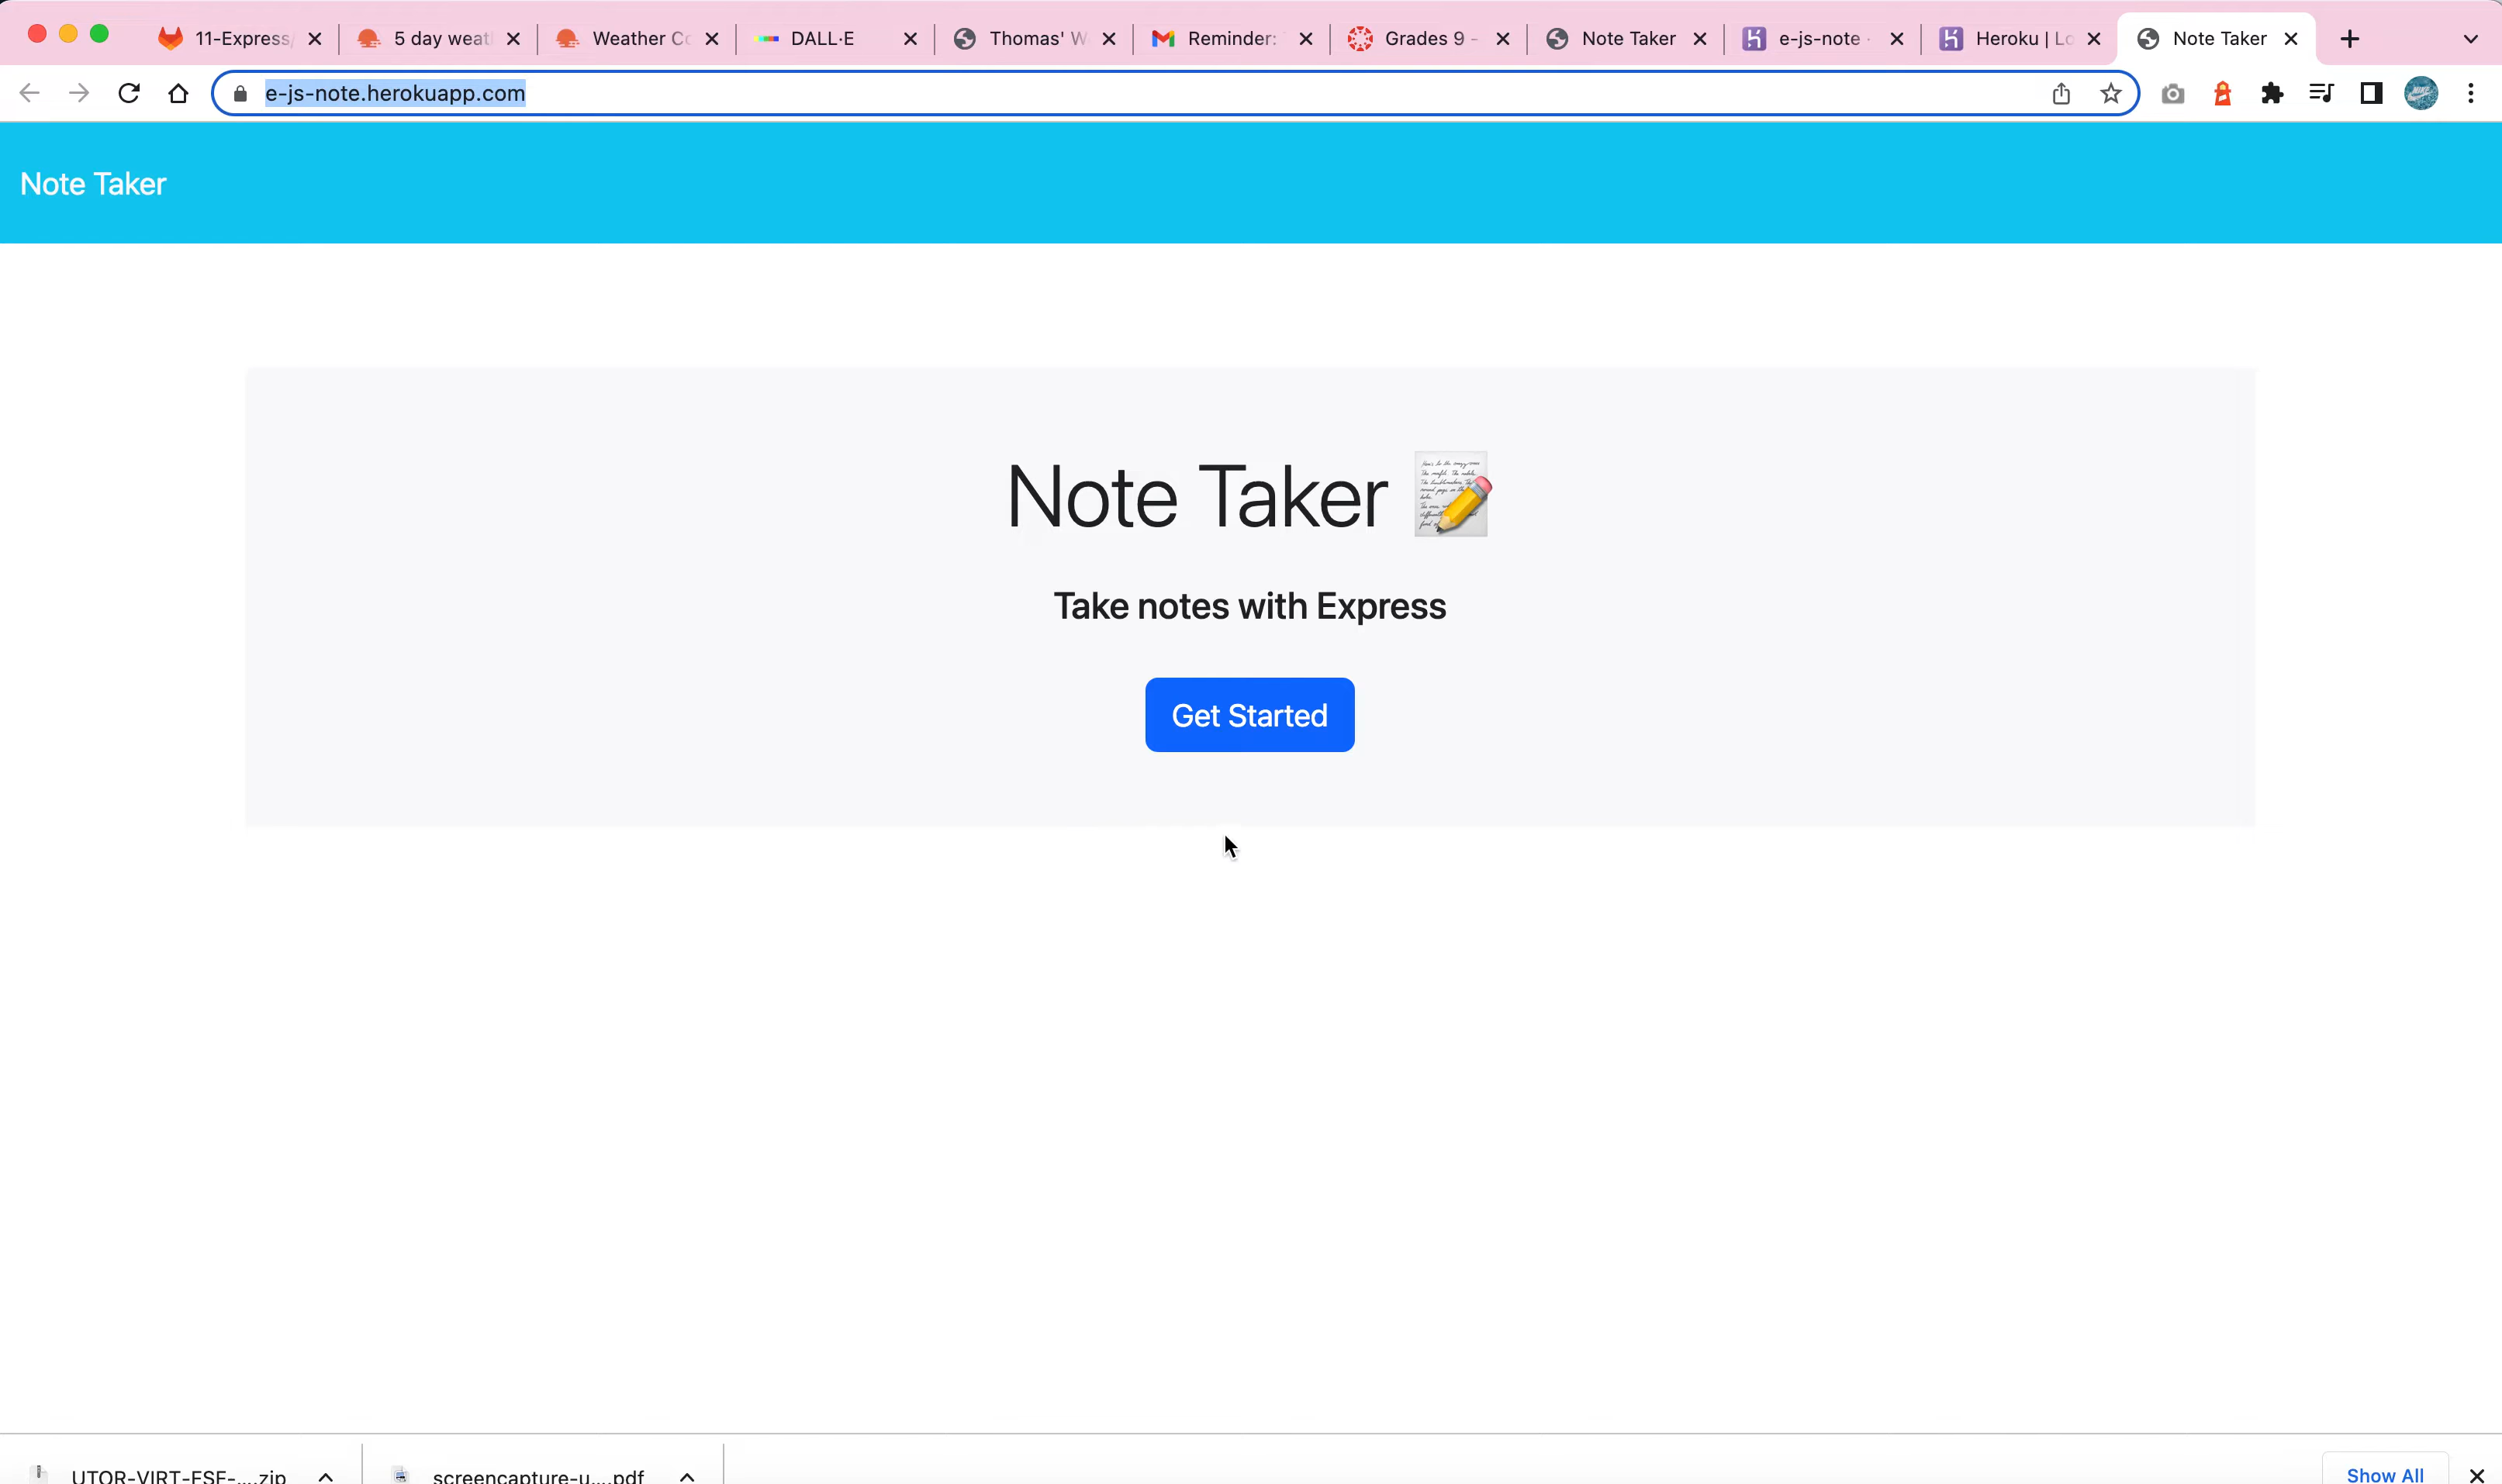 11-Express/
5 day weat
Weather Co
DALL·E
Thomas' W
Reminder:
Grades 9 -
Note Taker
e-js-note ·
Heroku | Lo
Note Taker
e-js-note.herokuapp.com
Note Taker
Note Taker
Take notes with Express
Get Started
UTOR-VIRT-FSF-....zip
screencapture-u....pdf
Show All